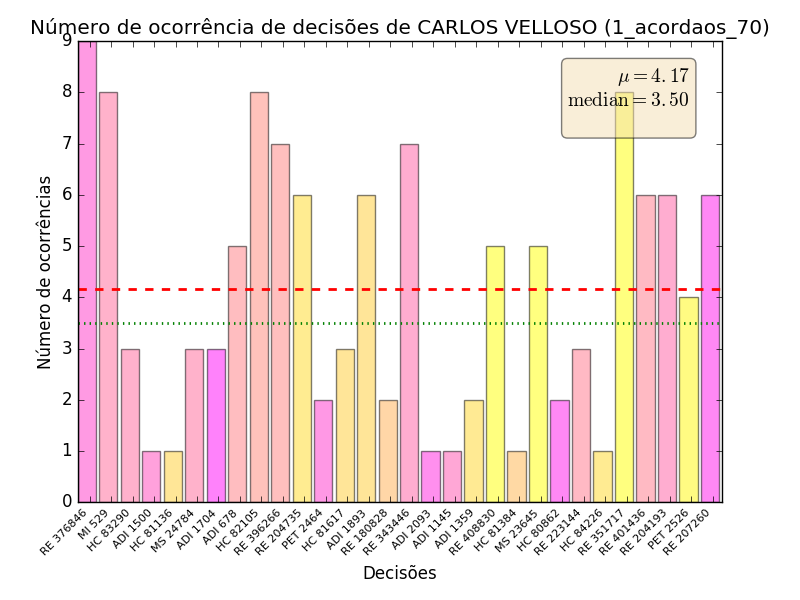 Número de ocorrência de decisões de CARLOS VELLOSO (1_acordaos_70)
μ = 4.17
median = 3.50
Número de ocorrências
9
8
7
6
5
4
3
2
1
0
RE 376846
MI 529
HC 83290
ADI 1500
HC 81136
MS 24784
ADI 1704
ADI 678
HC 82105
RE 396266
RE 204735
PET 2464
HC 81617
ADI 1893
RE 180828
RE 343446
ADI 2093
ADI 1145
ADI 1359
RE 408830
HC 81384
MS 23645
HC 80862
RE 223144
HC 84226
RE 351717
RE 401436
RE 204193
PET 2526
RE 207260
Decisões